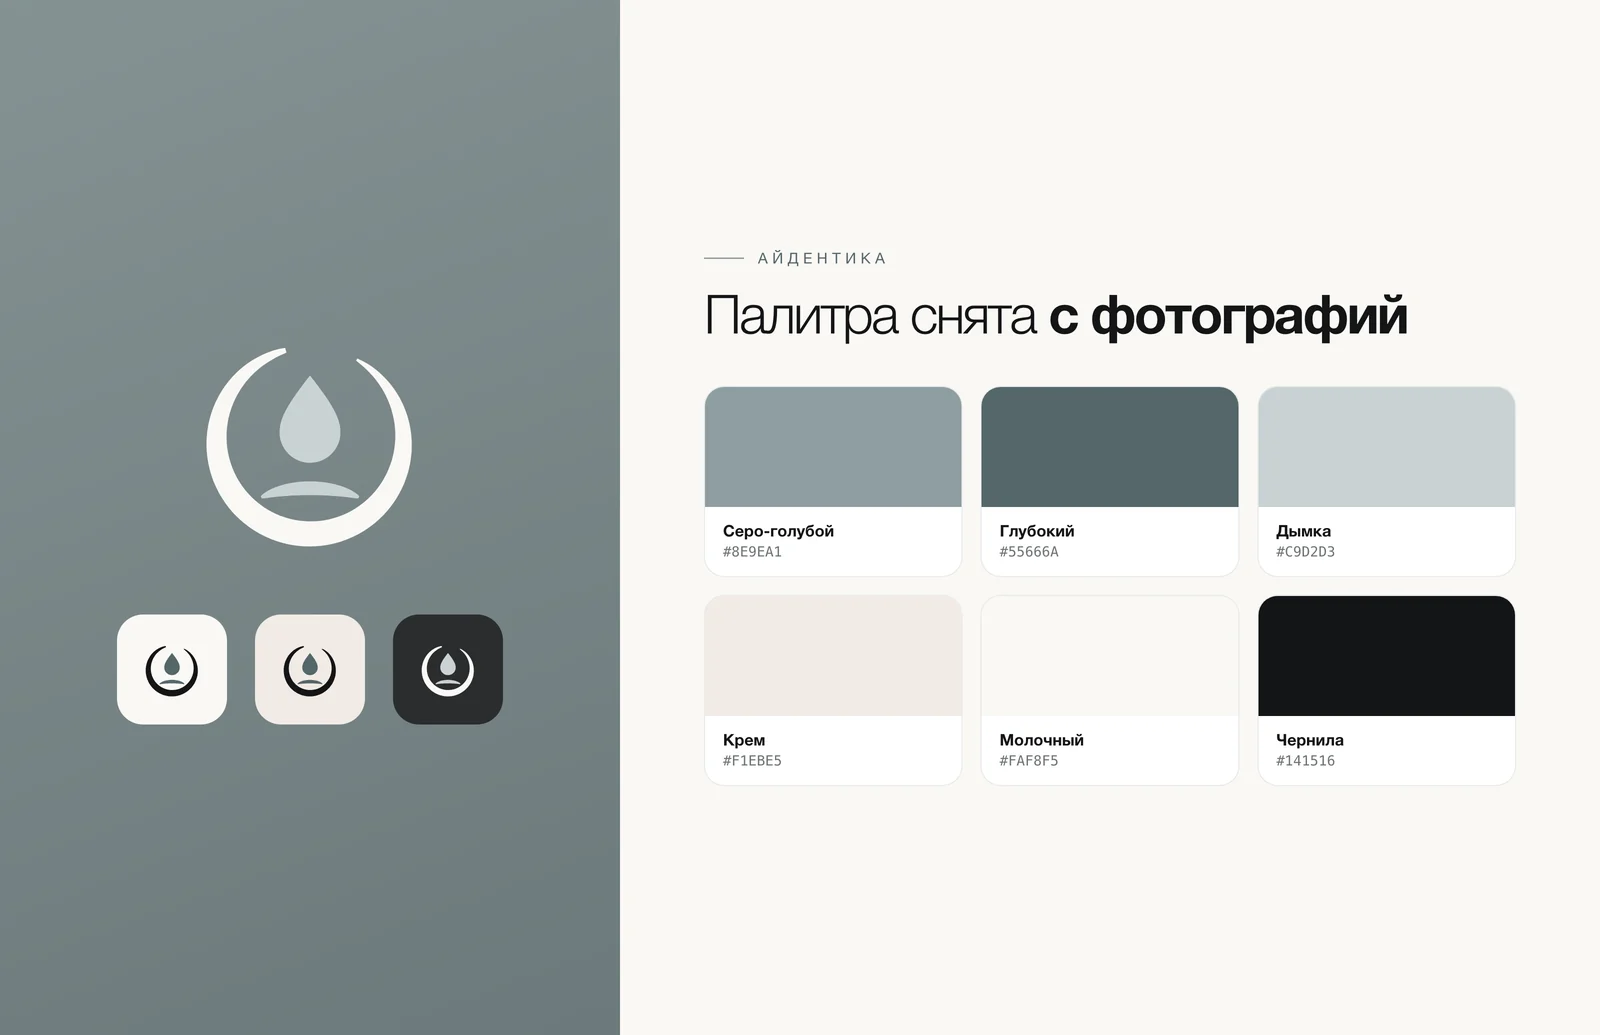 АЙДЕНТИКА
Палитра снята с фотографий
Серо-голубой
#8E9EA1
Глубокий
#55666A
Дымка
#C9D2D3
Крем
#F1EBE5
Молочный
#FAF8F5
Чернила
#141516